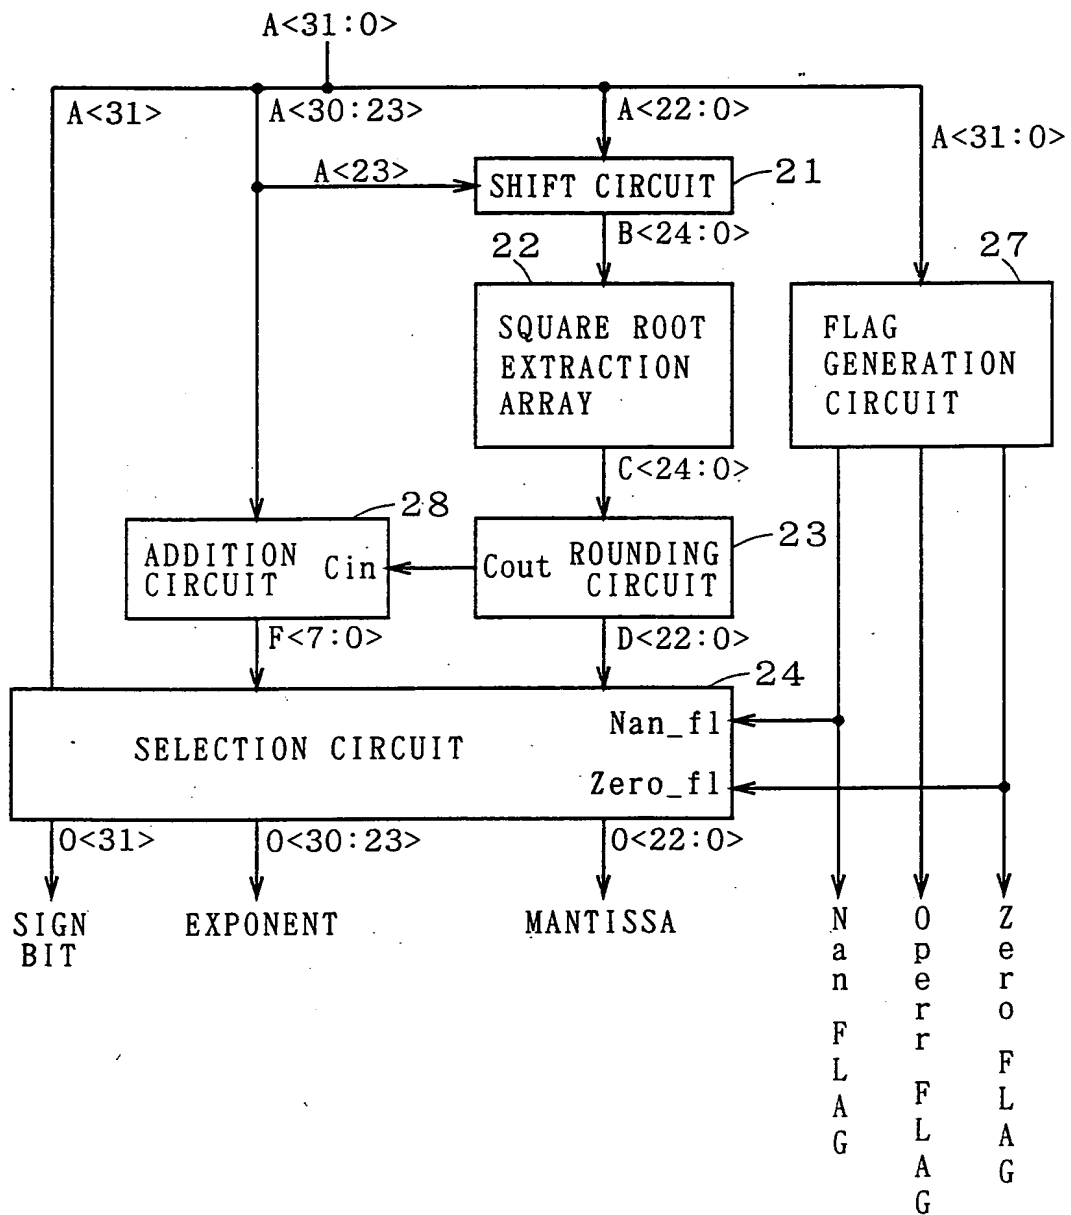 A<31:0>
A<31>
A<30:23>
A<22:0>
A<31:0>
A<23>
SHIFT CIRCUIT
21
B<24:0>
22
27
SQUARE ROOT
EXTRACTION
ARRAY
FLAG
GENERATION
CIRCUIT
C<24:0>
28
23
ADDITION
CIRCUIT
Cin
Cout
ROUNDING
CIRCUIT
F<7:0>
D<22:0>
24
SELECTION CIRCUIT
Nan_fl
Zero_fl
O<31>
O<30:23>
O<22:0>
SIGN
BIT
EXPONENT
MANTISSA
Nan FLAG
Operr FLAG
Zero FLAG